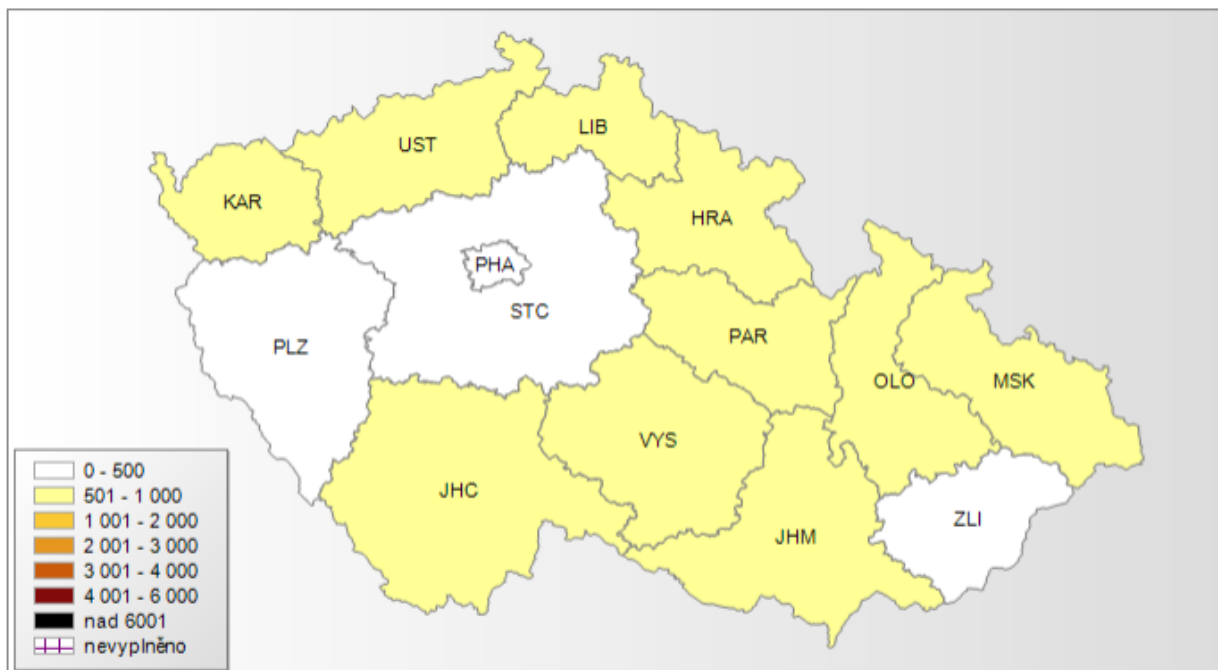 LIB
UST
KAR
HRA
PHA
STC
PAR
PLZ
OLO
MSK
VYS
JHC
ZLI
JHM
0 - 500
501 - 1 000
1 001 - 2 000
2 001 - 3 000
3 001 - 4 000
4 001 - 6 000
nad 6001
nevyplněno